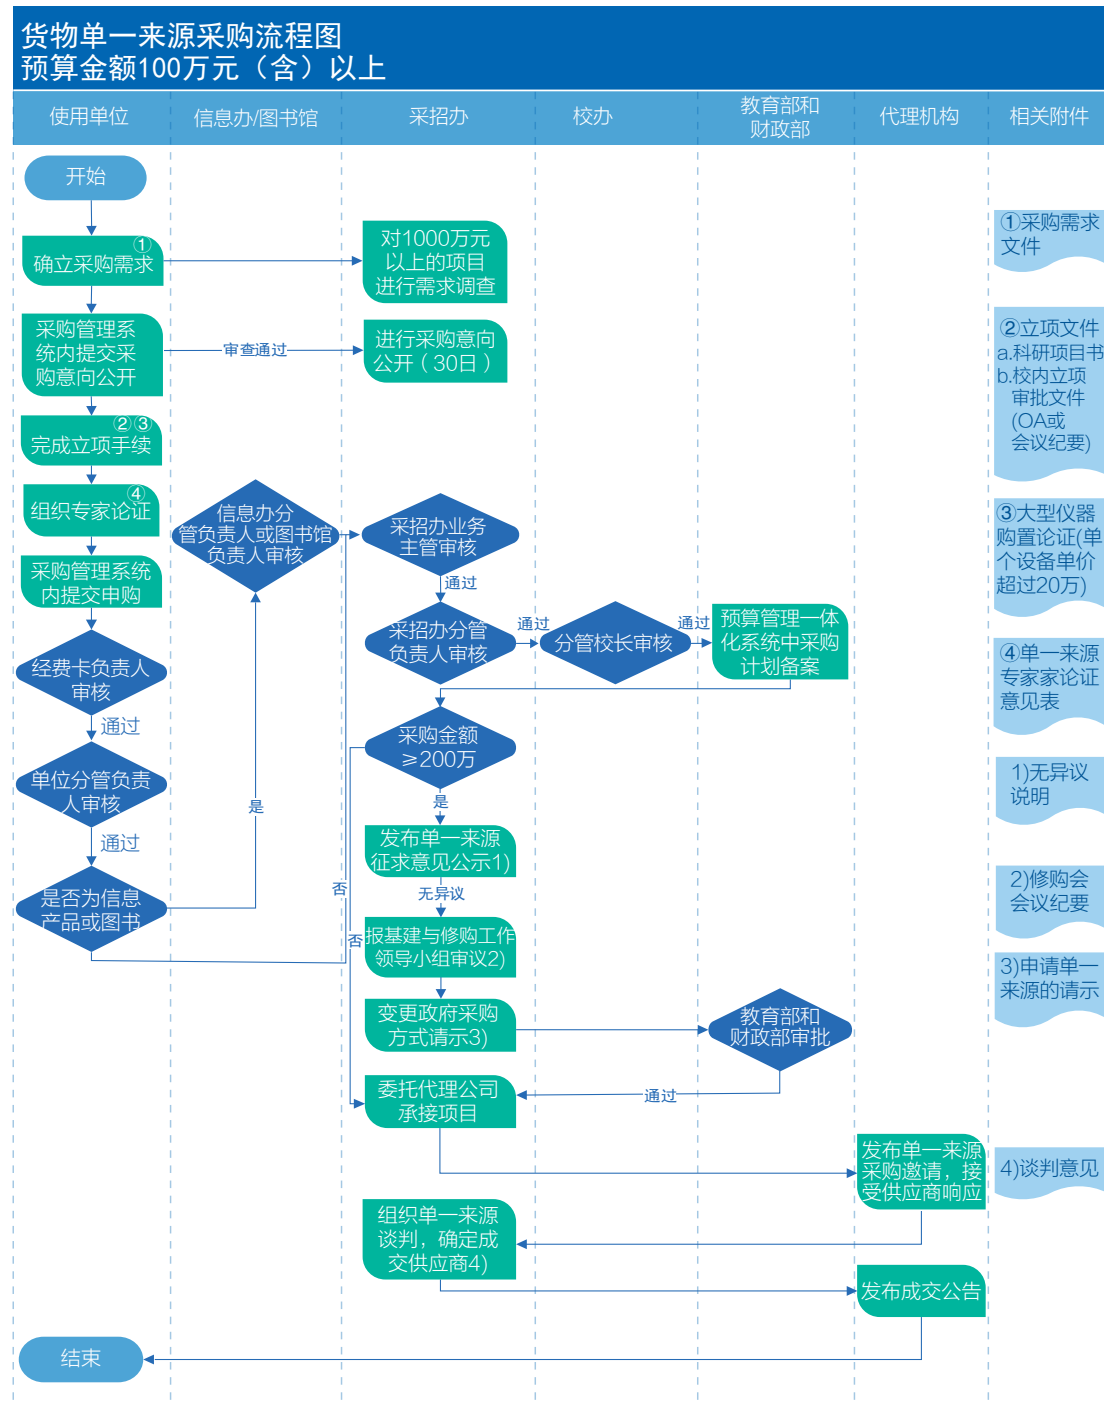 货物单一来源采购流程图
预算金额100万元（含）以上
使用单位
信息办/图书馆
采招办
校办
教育部和
财政部
代理机构
相关附件
开始
①
确立采购需求
对1000万元
以上的项目
进行需求调查
①采购需求
文件
采购管理系
统内提交采
购意向公开
审查通过
进行采购意向
公开（30日）
②立项文件
a.科研项目书
b.校内立项
审批文件
(OA或
会议纪要)
②③
完成立项手续
④
组织专家论证
信息办分
管负责人或图书馆
负责人审核
采招办业务
主管审核
③大型仪器
购置论证(单
个设备单价
超过20万)
采购管理系统
内提交申购
通过
采招办分管
负责人审核
通过
分管校长审核
通过
预算管理一体
化系统中采购
计划备案
经费卡负责人
审核
④单一来源
专家家论证
意见表
通过
采购金额
≥200万
单位分管负责
人审核
是
是
1)无异议
说明
通过
发布单一来源
征求意见公示1)
是否为信息
产品或图书
否
无异议
2)修购会
会议纪要
否
报基建与修购工作
领导小组审议2)
3)申请单一
来源的请示
变更政府采购
方式请示3)
教育部和
财政部审批
委托代理公司
承接项目
通过
发布单一来源
采购邀请，接
受供应商响应
4)谈判意见
组织单一来源
谈判，确定成
交供应商4)
发布成交公告
结束